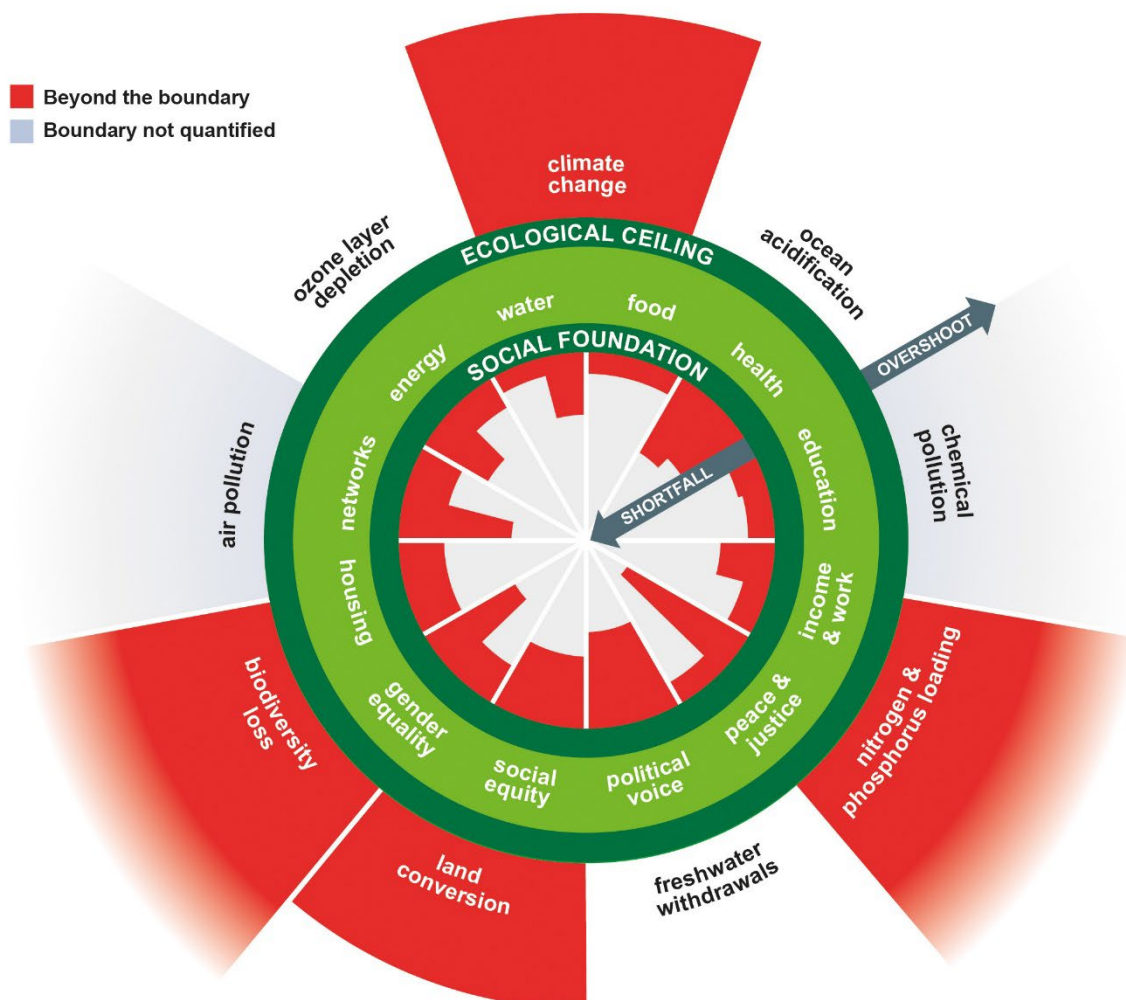 Beyond the boundary
Boundary not quantified
climate
change
ozone layer
depletion
ECOLOGICAL CEILING
ocean
acidification
water
food
energy
SOCIAL FOUNDATION
health
OVERSHOOT
networks
education
air pollution
SHORTFALL
chemical
pollution
housing
income
& work
biodiversity
loss
gender
equality
peace &
justice
nitrogen &
phosphorus loading
social
equity
political
voice
land
conversion
freshwater
withdrawals